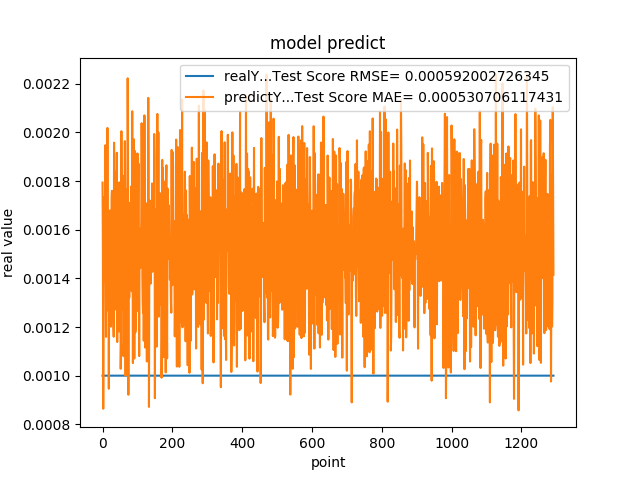 model predict
realY...Test Score RMSE= 0.000592002726345
predictY...Test Score MAE= 0.000530706117431
0.0022
0.0020
0.0018
0.0016
0.0014
0.0012
0.0010
0.0008
real value
0 200 400 600 800 1000 1200
point